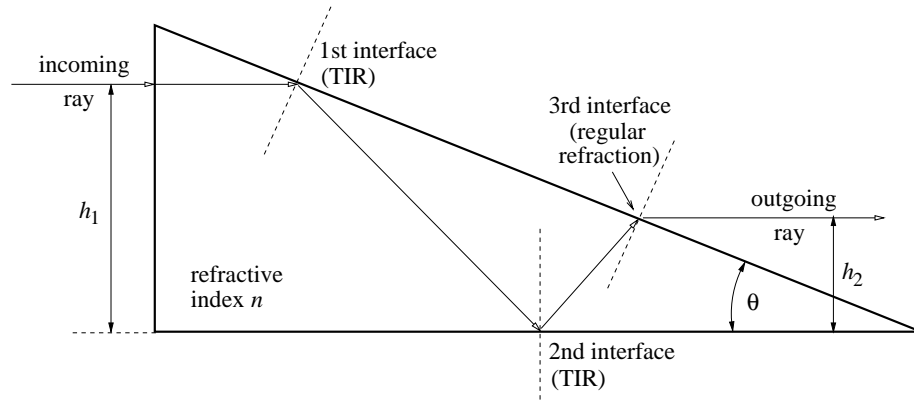 1st interface
(TIR)
incoming
ray
3rd interface
(regular
refraction)
outgoing
ray
h1
h2
refractive
index n
θ
2nd interface
(TIR)